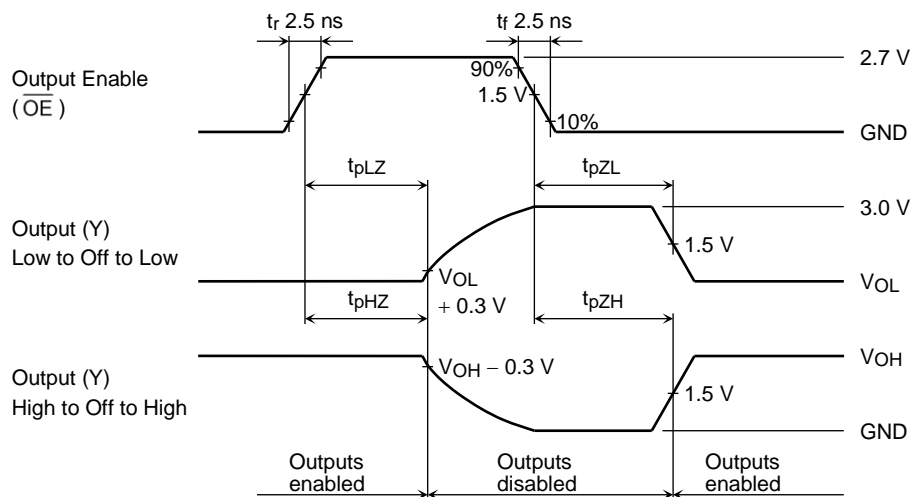 tr 2.5 ns
tf 2.5 ns
Output Enable
( OE )
90%
1.5 V
10%
2.7 V
GND
tpLZ
tpZL
Output (Y)
Low to Off to Low
3.0 V
1.5 V
VOL
+ 0.3 V
VOL
tpHZ
tpZH
Output (Y)
High to Off to High
VOH − 0.3 V
VOH
1.5 V
GND
Outputs
enabled
Outputs
disabled
Outputs
enabled